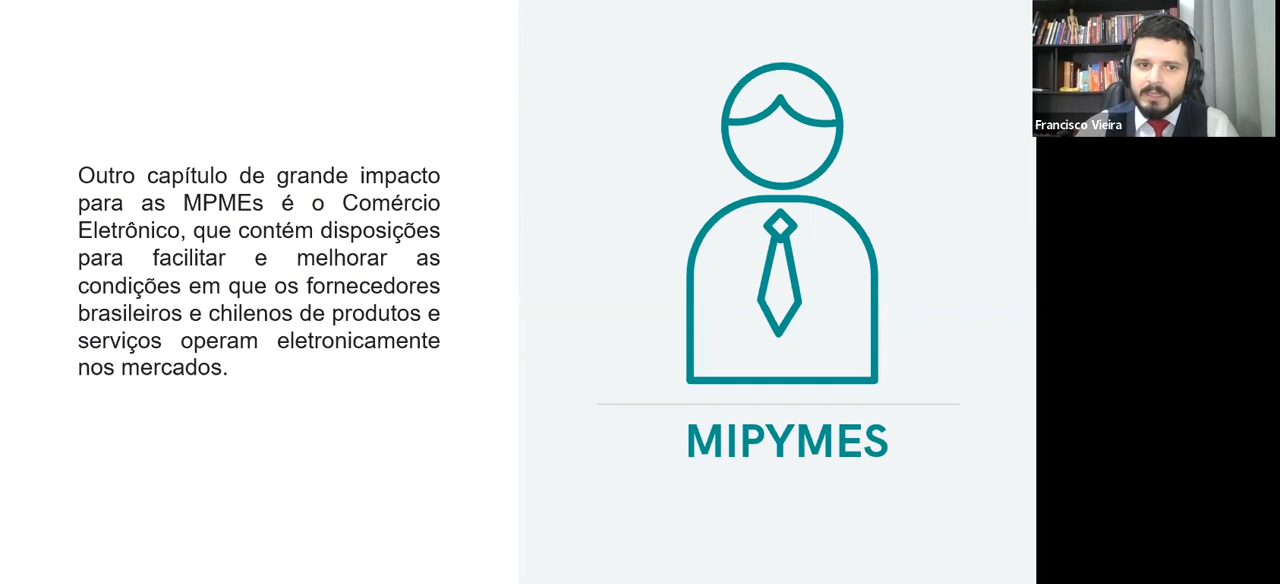 Outro capítulo de grande impacto
para as MPMEs é o Comércio
Eletrônico, que contém disposições
para facilitar e melhorar as
condições em que os fornecedores
brasileiros e chilenos de produtos e
serviços operam eletronicamente
nos mercados.
MIPYMES
Francisco Vieira